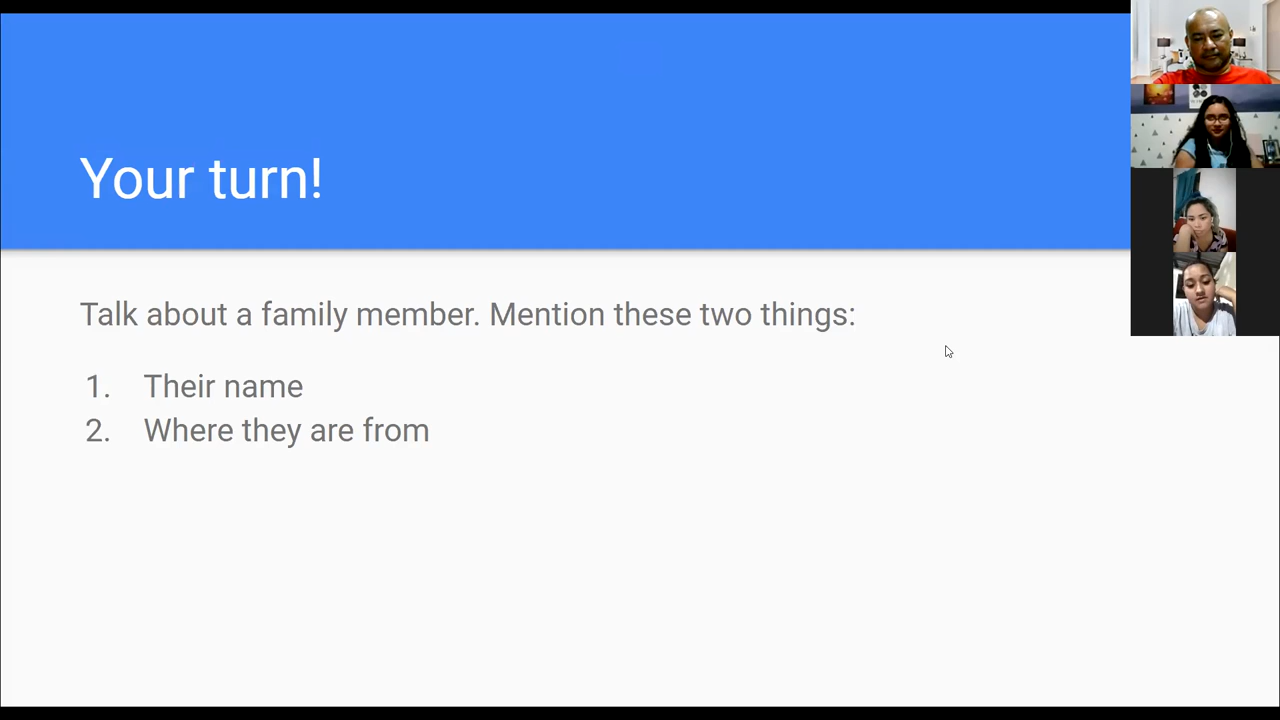 Your turn!
Talk about a family member. Mention these two things:
1. Their name
2. Where they are from